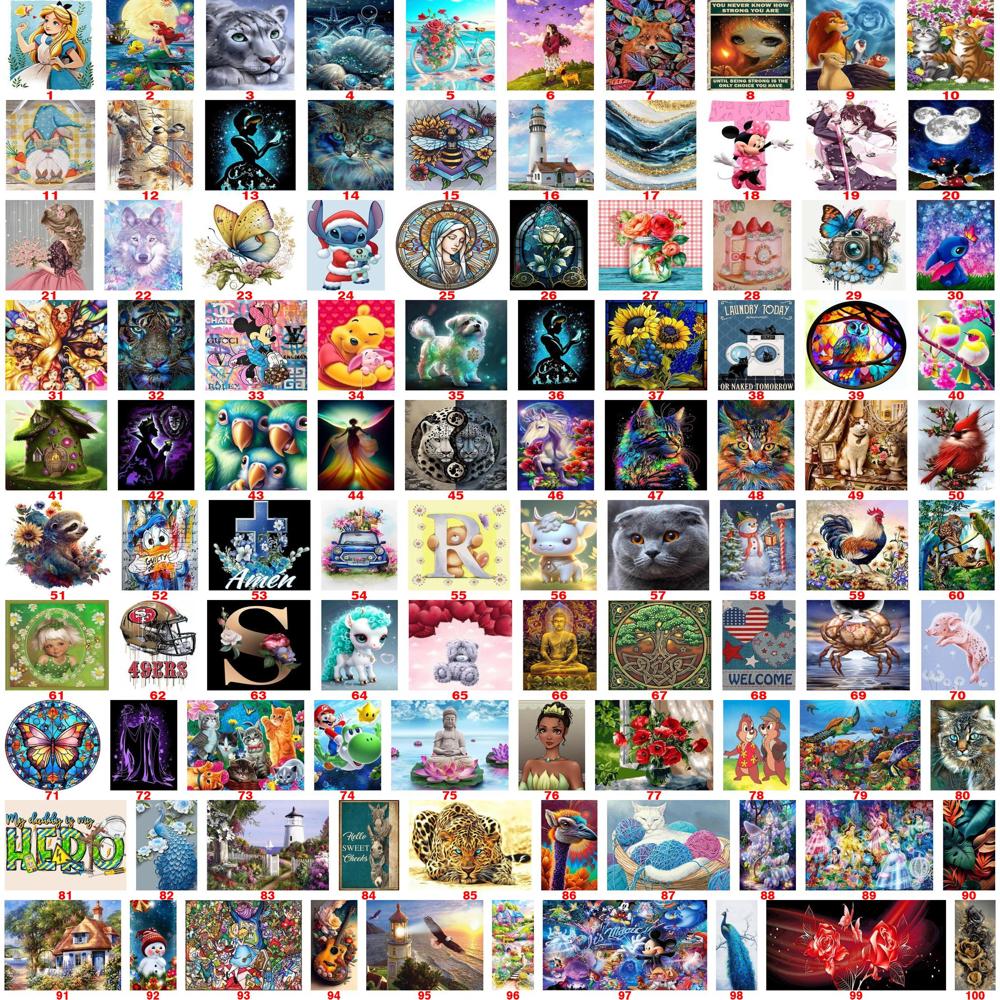 YOU NEVER KNOW HOW
STRONG YOU ARE
UNTIL BEING STRONG IS THE
ONLY CHOICE YOU HAVE
1 2 3 4 5 6 7 8 9 10
11 12 13 14 15 16 17 18 19 20
21 22 23 24 25 26 27 28 29 30
CHANEL
GUCCI
ROLEX
LAUNDRY TODAY
OR NAKED TOMORROW
31 32 33 34 35 36 37 38 39 40
41 42 43 44 45 46 47 48 49 50
Amen
R
51 52 53 54 55 56 57 58 59 60
49ERS
S
WELCOME
61 62 63 64 65 66 67 68 69 70
71 72 73 74 75 76 77 78 79 80
My daddy is my
HERO
Hello
SWEET
Cheeks
81 82 83 84 85 86 87 88 89 90
It's Magic!
91 92 93 94 95 96 97 98 99 100